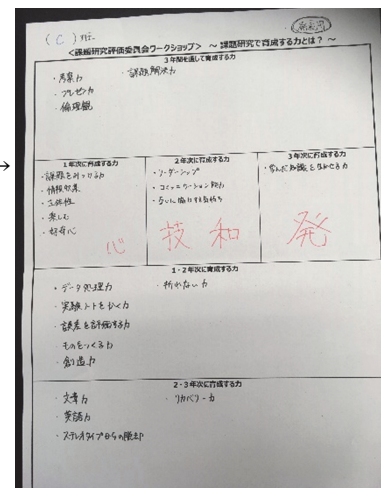 （C）班
発表用
＜課題研究評価委員会ワークショップ＞　～ 課題研究で育成する力とは？ ～
３年間を通して育成する力
・考察力　・課題解決力
・プレゼン力
・倫理観
→
１年次に育成する力
・課題を見つける力
・情報収集
・主体性
・楽しむ
・好奇心
心
２年次に育成する力
・リーダーシップ
・コミュニケーション能力
・互いに協力する気持ち
技 和
３年次に育成する力
・学んだ知識を生かせる力
発
１・２年次に育成する力
・データ処理力　・折れない力
・実験ノートをかく力
・誤差を評価する力
・ものをつくる力
・創造力
２・３年次に育成する力
・文章力　・リカバリー力
・英語力
・ステレオタイプからの脱却